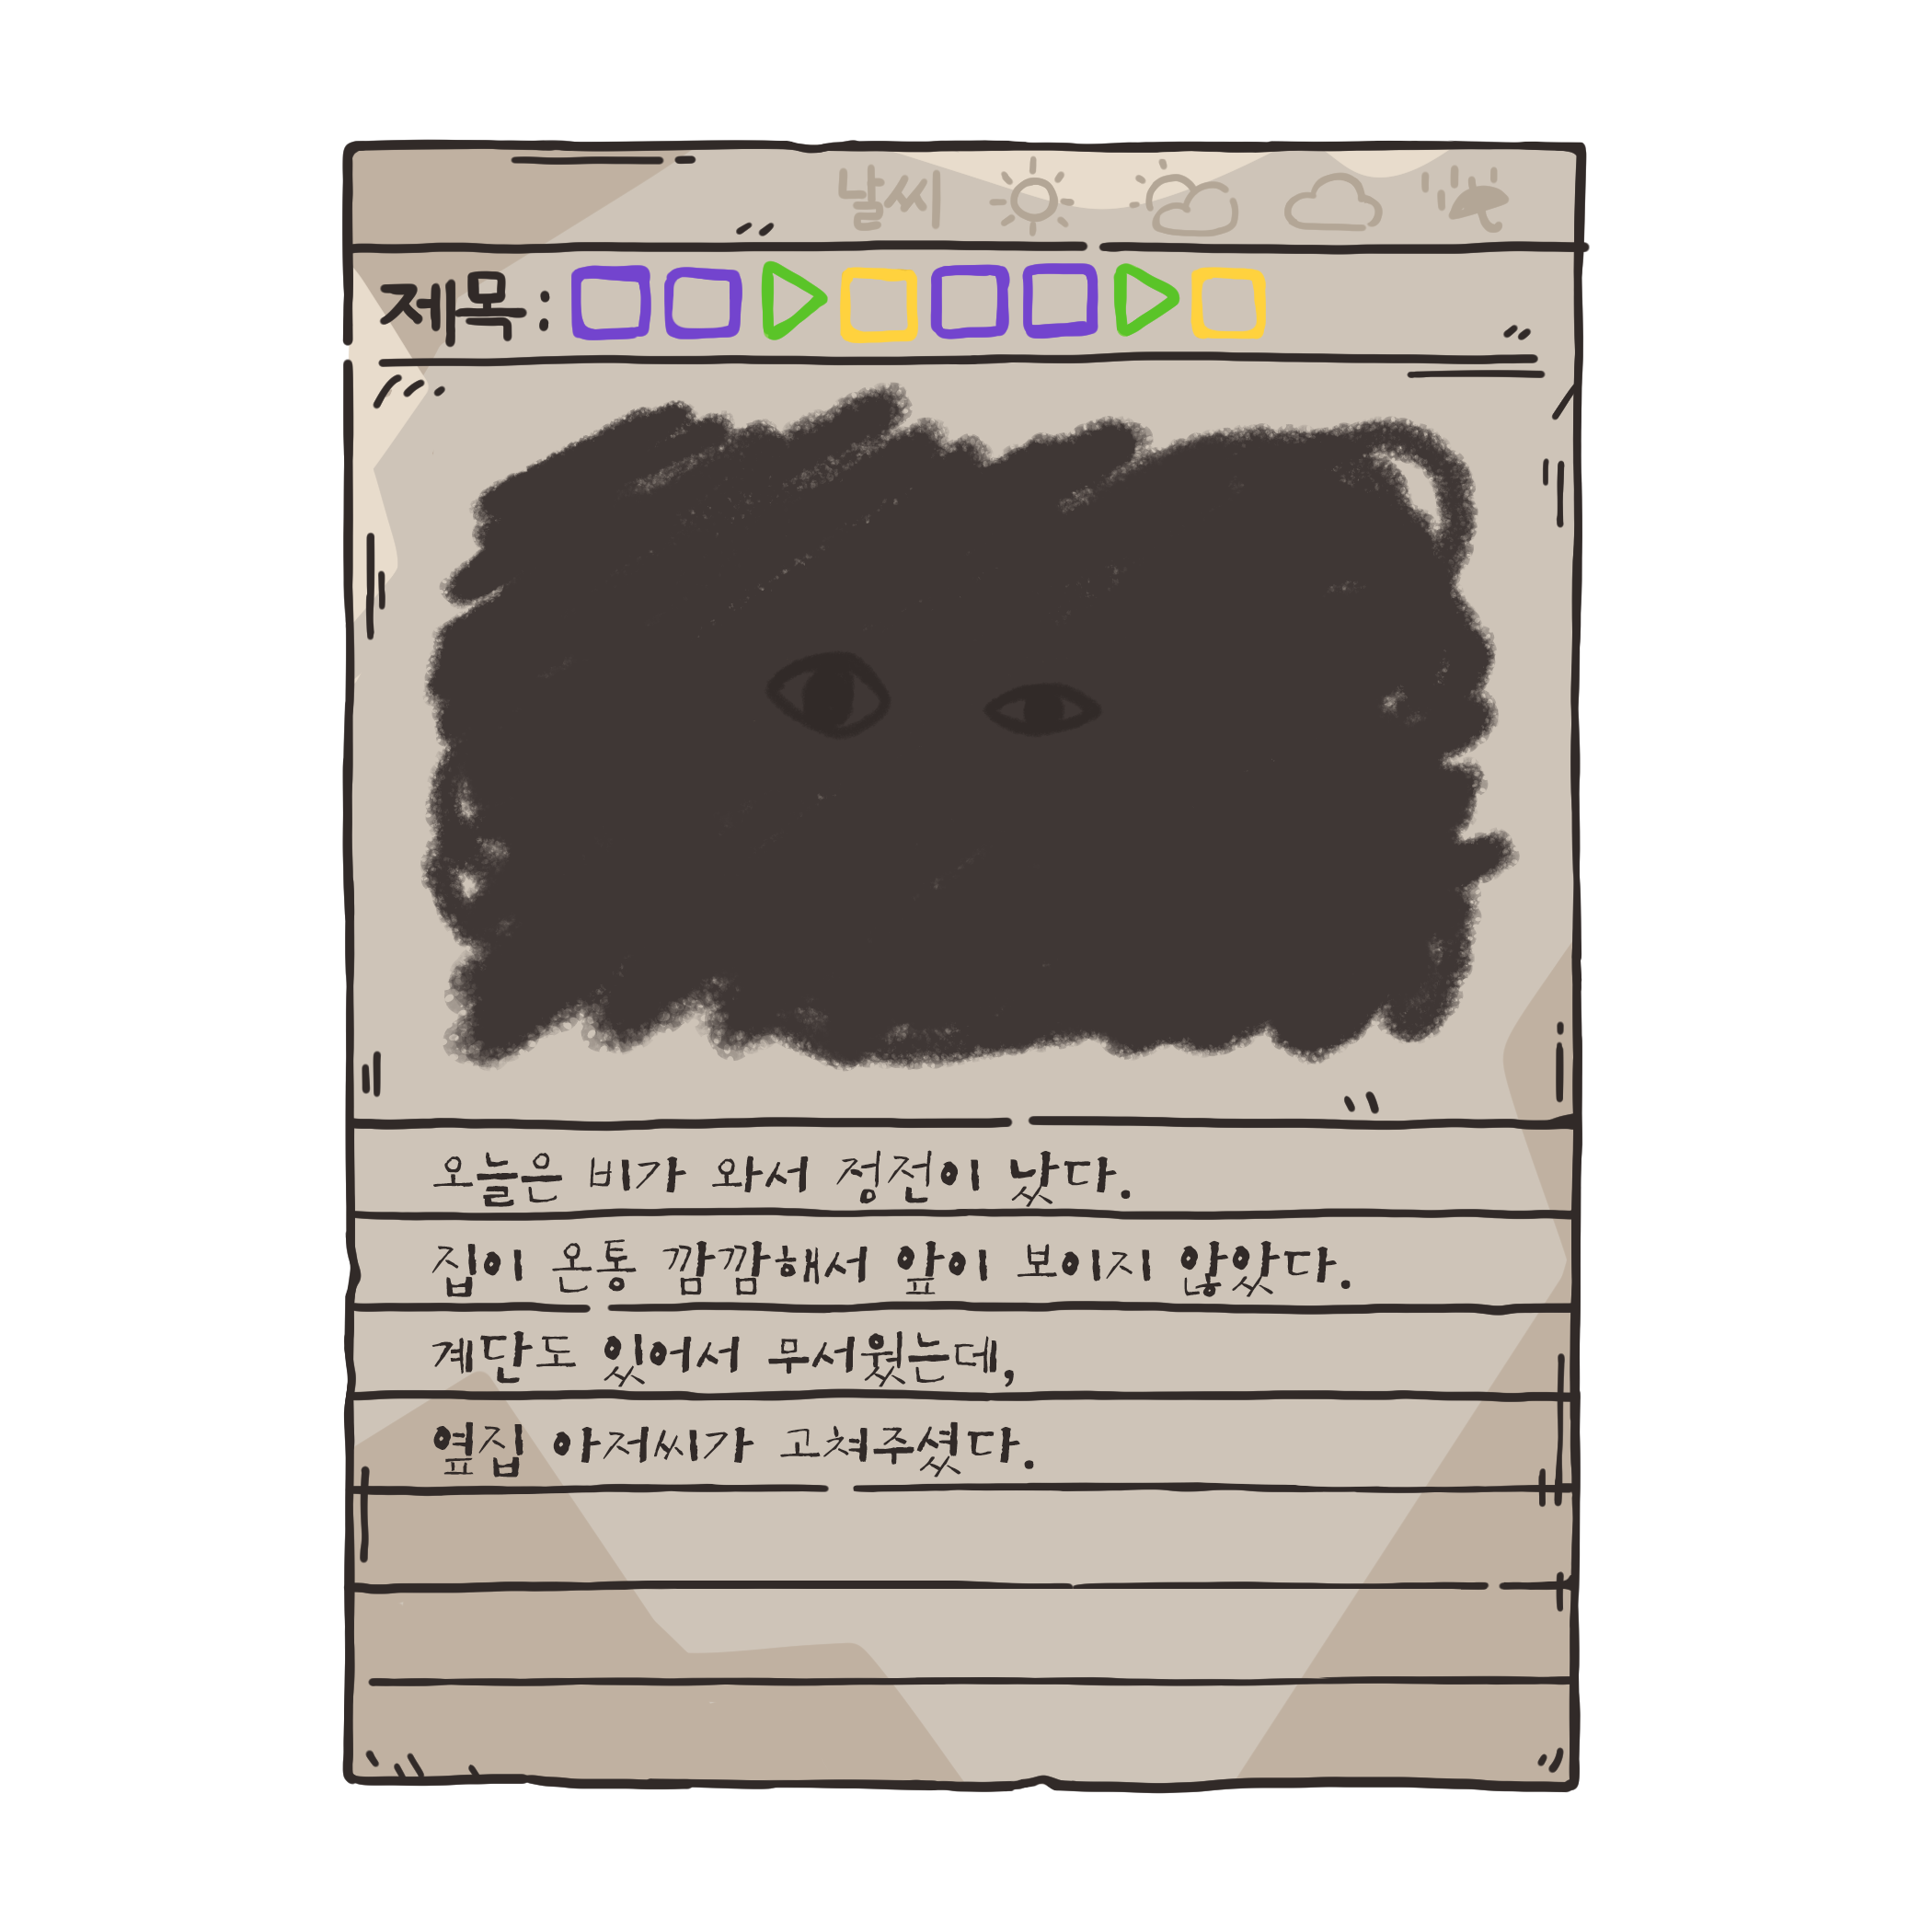 날씨
제목:
오늘은 비가 와서 정전이 났다.
집이 온통 깜깜해서 앞이 보이지 않았다.
계단도 있어서 무서웠는데,
옆집 아저씨가 고쳐주셨다.